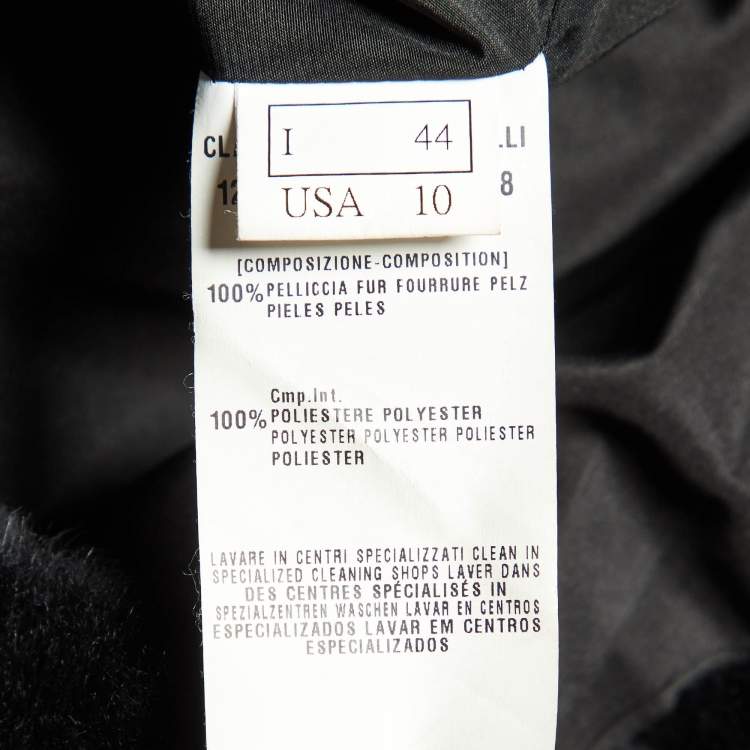 I 44
USA 10
[COMPOSIZIONE-COMPOSITION]
100% PELLICCIA FUR FOURRURE PELZ
PIELES PELES
Cmp.Int.
100% POLIESTERE POLYESTER
POLYESTER POLYESTER POLIESTER
POLIESTER
LAVARE IN CENTRI SPECIALIZZATI CLEAN IN
SPECIALIZED CLEANING SHOPS LAVER DANS
DES CENTRES SPÉCIALISÉS IN
SPEZIALZENTREN WASCHEN LAVAR EN CENTROS
ESPECIALIZADOS LAVAR EM CENTROS
ESPECIALIZADOS